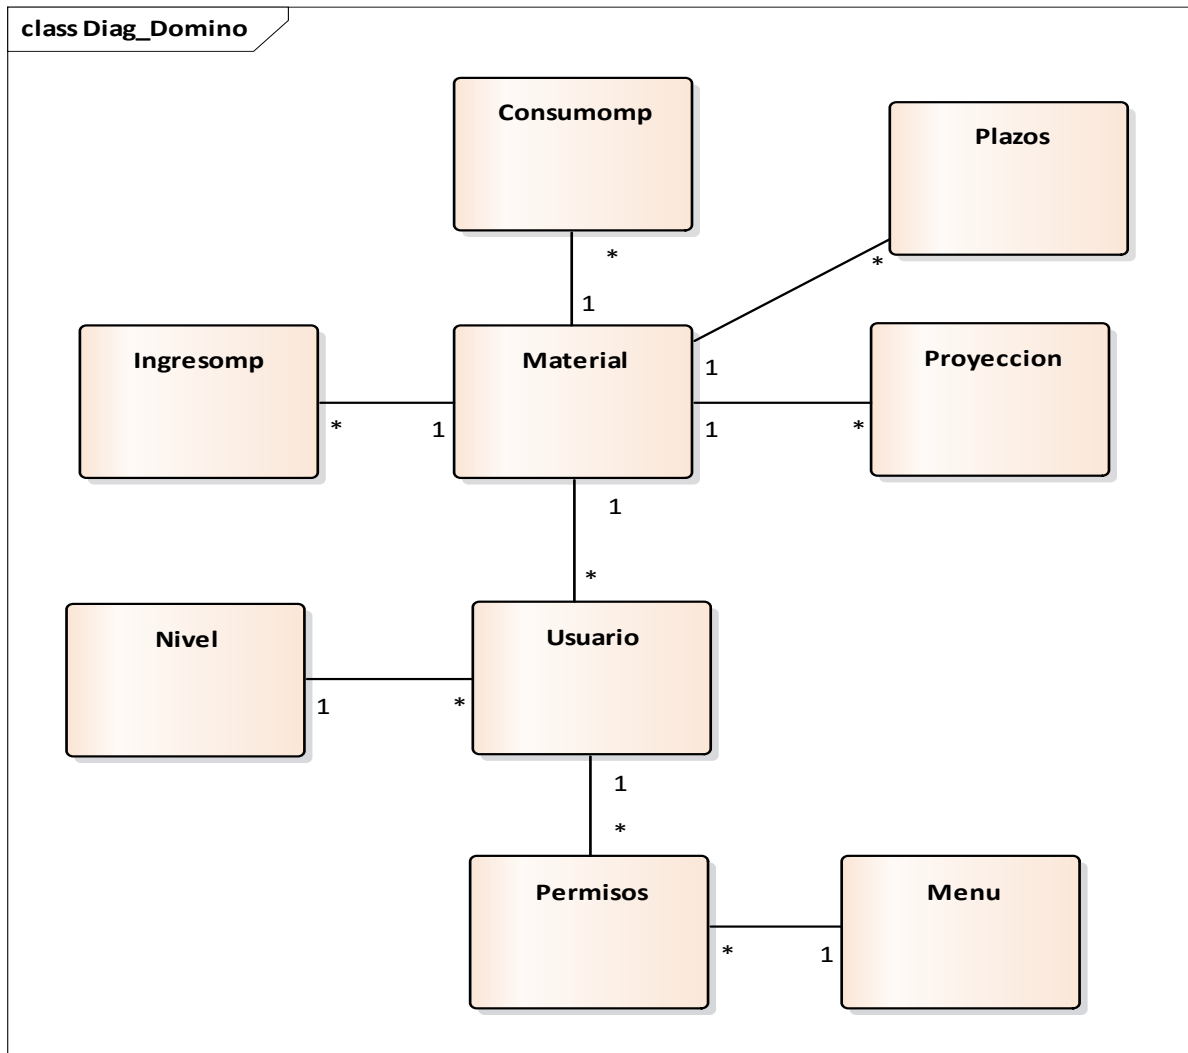 class Diag_Domino
Consumomp
Plazos
*
*
1
Ingresomp
Material
Proyeccion
1
*
1
1
*
1
*
Nivel
Usuario
1
*
1
*
Permisos
Menu
*
1